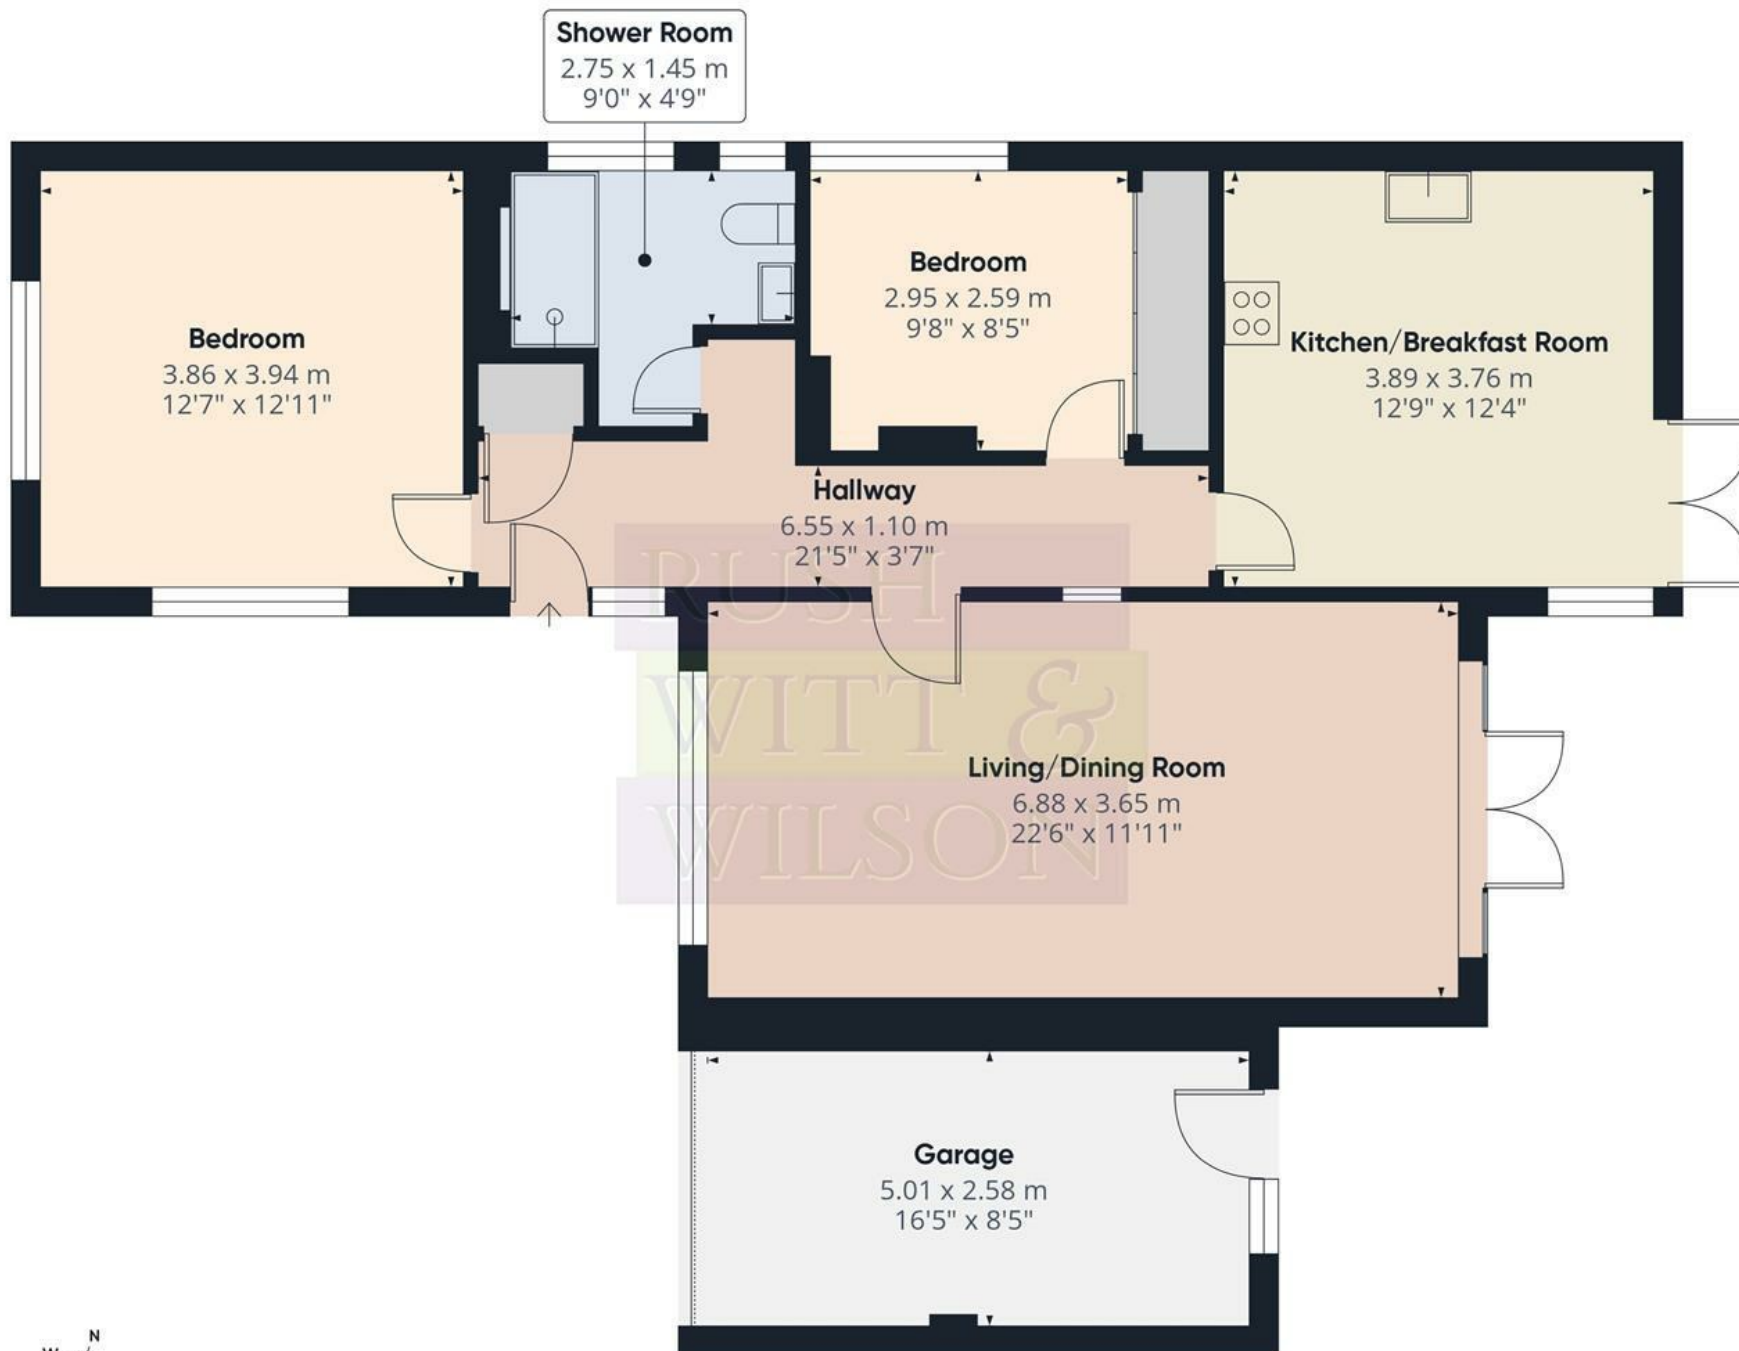 Shower Room
2.75 x 1.45 m
9'0" x 4'9"
Bedroom
3.86 x 3.94 m
12'7" x 12'11"
Bedroom
2.95 x 2.59 m
9'8" x 8'5"
Kitchen/Breakfast Room
3.89 x 3.76 m
12'9" x 12'4"
Hallway
6.55 x 1.10 m
21'5" x 3'7"
RUSH
WITT &
WILSON
Living/Dining Room
6.88 x 3.65 m
22'6" x 11'11"
Garage
5.01 x 2.58 m
16'5" x 8'5"
N
W